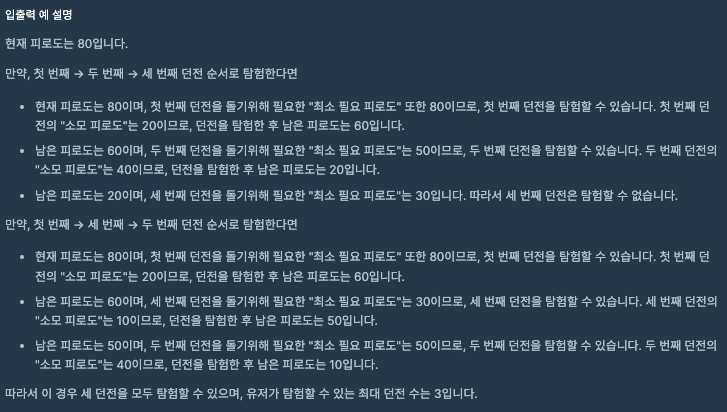 입출력 예 설명
현재 피로도는 80입니다.
만약, 첫 번째 → 두 번째 → 세 번째 던전 순서로 탐험한다면
• 현재 피로도는 80이며, 첫 번째 던전을 돌기위해 필요한 "최소 필요 피로도" 또한 80이므로, 첫 번째 던전을 탐험할 수 있습니다. 첫 번째 던
전의 "소모 피로도"는 20이므로, 던전을 탐험한 후 남은 피로도는 60입니다.
• 남은 피로도는 60이며, 두 번째 던전을 돌기위해 필요한 "최소 필요 피로도"는 50이므로, 두 번째 던전을 탐험할 수 있습니다. 두 번째 던전의
"소모 피로도"는 40이므로, 던전을 탐험한 후 남은 피로도는 20입니다.
• 남은 피로도는 20이며, 세 번째 던전을 돌기위해 필요한 "최소 필요 피로도"는 30입니다. 따라서 세 번째 던전은 탐험할 수 없습니다.
만약, 첫 번째 → 세 번째 → 두 번째 던전 순서로 탐험한다면
• 현재 피로도는 80이며, 첫 번째 던전을 돌기위해 필요한 "최소 필요 피로도" 또한 80이므로, 첫 번째 던전을 탐험할 수 있습니다. 첫 번째 던
전의 "소모 피로도"는 20이므로, 던전을 탐험한 후 남은 피로도는 60입니다.
• 남은 피로도는 60이며, 세 번째 던전을 돌기위해 필요한 "최소 필요 피로도"는 30이므로, 세 번째 던전을 탐험할 수 있습니다. 세 번째 던전의
"소모 피로도"는 10이므로, 던전을 탐험한 후 남은 피로도는 50입니다.
• 남은 피로도는 50이며, 두 번째 던전을 돌기위해 필요한 "최소 필요 피로도"는 50이므로, 두 번째 던전을 탐험할 수 있습니다. 두 번째 던전의
"소모 피로도"는 40이므로, 던전을 탐험한 후 남은 피로도는 10입니다.
따라서 이 경우 세 던전을 모두 탐험할 수 있으며, 유저가 탐험할 수 있는 최대 던전 수는 3입니다.